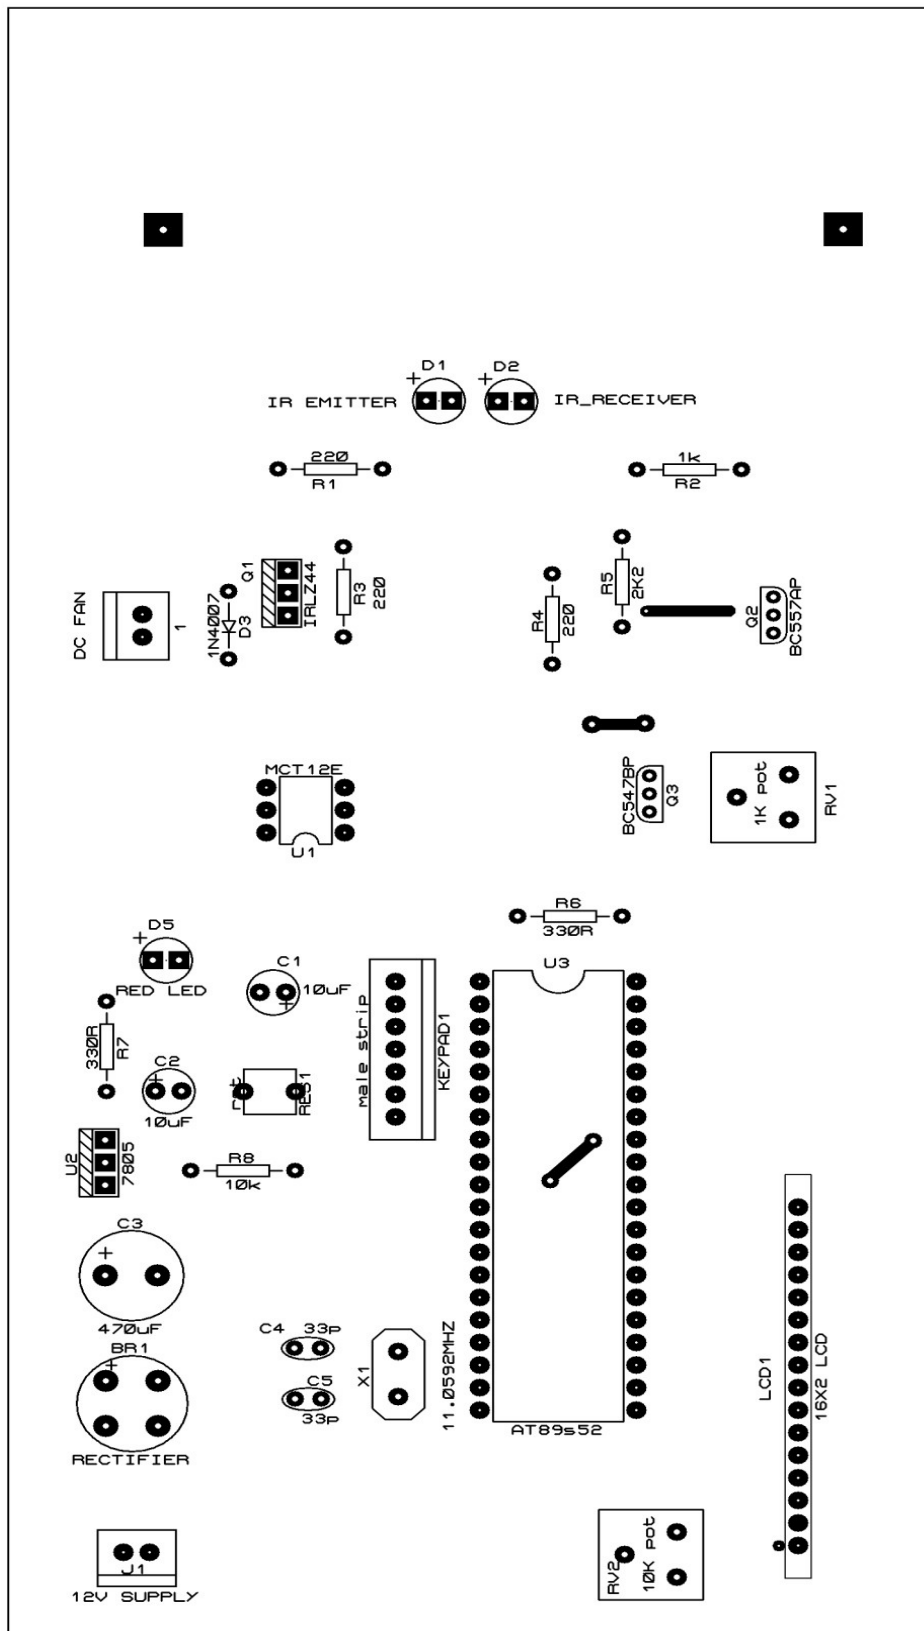 D1
D2
+
+
IR EMITTER
IR_RECEIVER
220
R1
1k
R2
DC FAN
1
1N4007
D3
Q1
IRLZ44
R3
220
R4
220
R5
2K2
Q2
BC557AP
MCT12E
U1
BC547BP
Q3
1K pot
RV1
R6
330R
D5
+
RED LED
C1
10uF
+
330R
R7
C2
+
10uF
rst
RES1
male strip
KEYPAD1
U3
U2
7805
R8
10k
C3
+
470uF
BR1
+
RECTIFIER
C4
33p
C5
33p
X1
11.0592MHZ
AT89s52
LCD1
16X2 LCD
J1
12V SUPPLY
RV2
10K pot